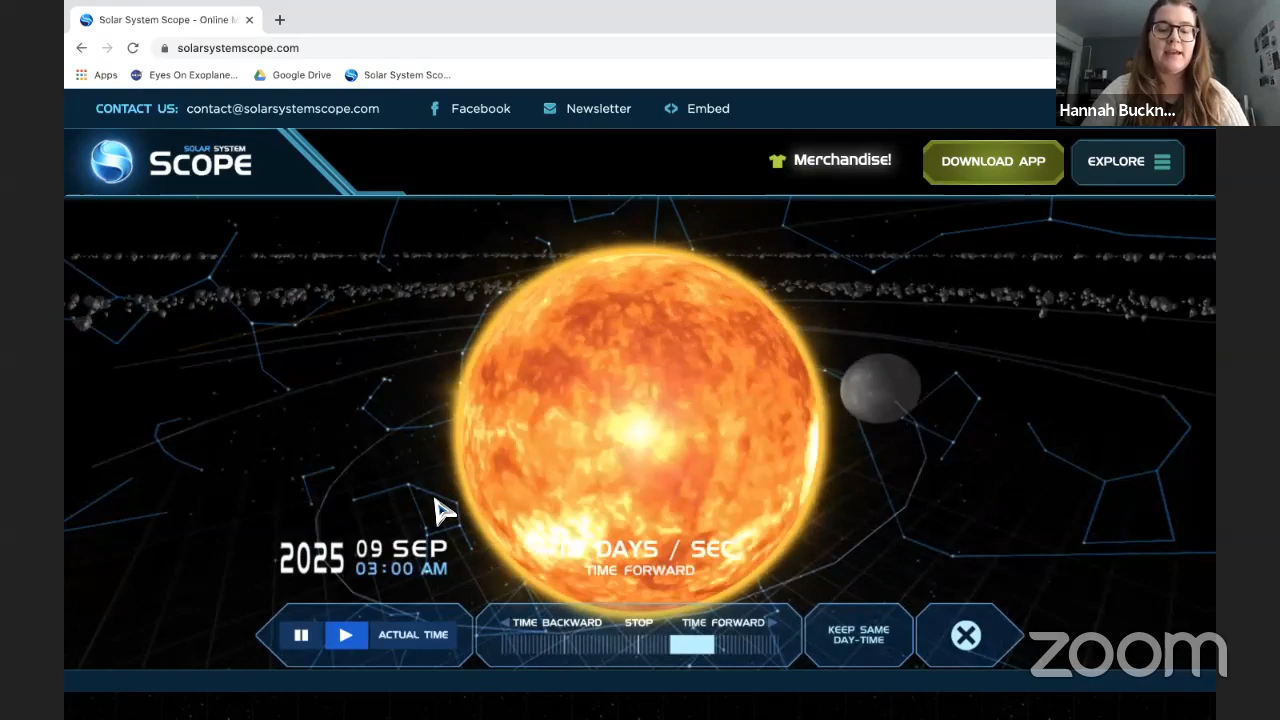 Solar System Scope - Online M
solarsystemscope.com
Apps
Eyes On Exoplane...
Google Drive
Solar System Sco...
Hannah Buckn...
CONTACT US: contact@solarsystemscope.com
Facebook
Newsletter
Embed
SOLAR SYSTEM
SCOPE
Merchandise!
DOWNLOAD APP
EXPLORE
2025
09 SEP
03:00 AM
DAYS / SEC
TIME FORWARD
ACTUAL TIME
TIME BACKWARD
STOP
TIME FORWARD
KEEP SAME
DAY-TIME
zoom